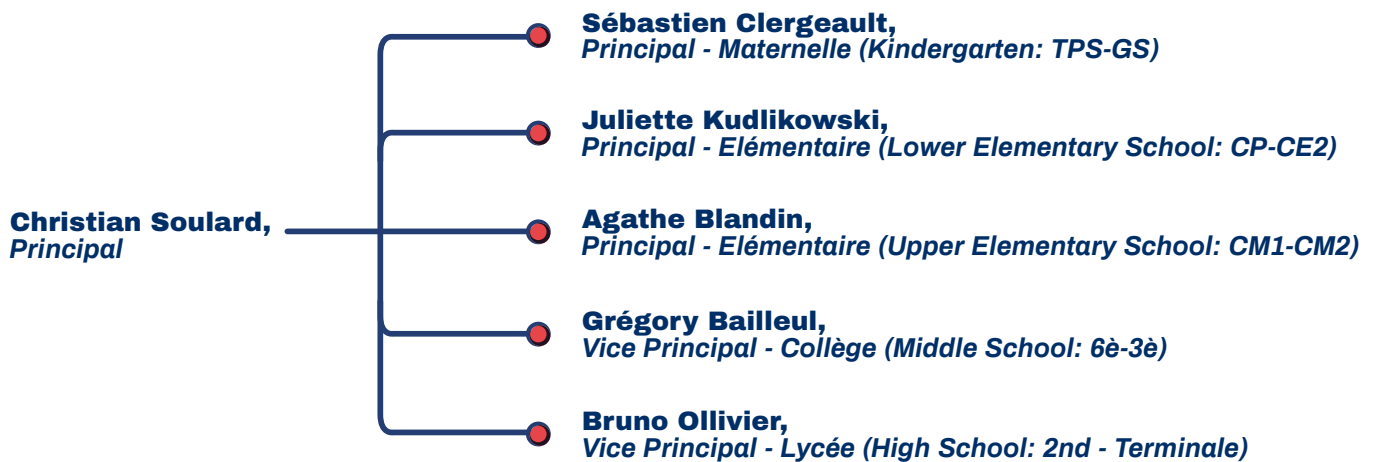 Christian Soulard,
Principal
Sébastien Clergeault,
Principal - Maternelle (Kindergarten: TPS-GS)
Juliette Kudlikowski,
Principal - Elémentaire (Lower Elementary School: CP-CE2)
Agathe Blandin,
Principal - Elémentaire (Upper Elementary School: CM1-CM2)
Grégory Bailleul,
Vice Principal - Collège (Middle School: 6è-3è)
Bruno Ollivier,
Vice Principal - Lycée (High School: 2nd - Terminale)